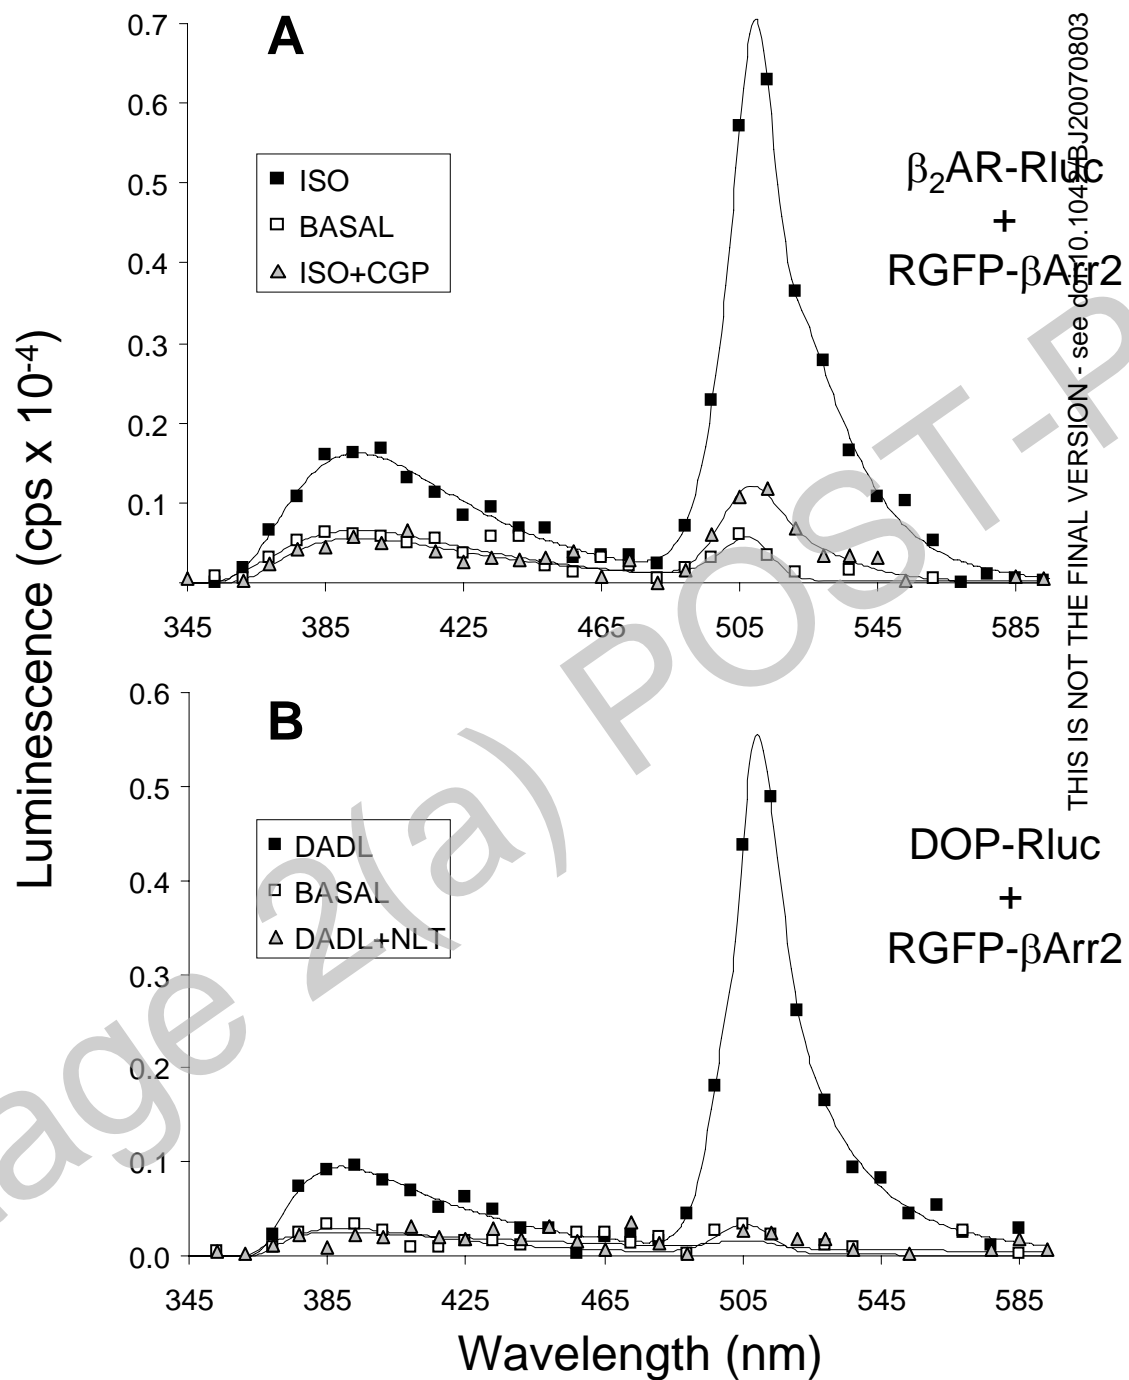 A
0.7
0.6
0.5
0.4
0.3
0.2
0.1
ISO
BASAL
ISO+CGP
β2AR-Rluc
+
RGFP-βArr2
345 385 425 465 505 545 585
Luminescence (cps x 10-4)
B
0.6
0.5
0.4
0.3
0.2
0.1
0.0
DADL
BASAL
DADL+NLT
DOP-Rluc
+
RGFP-βArr2
345 385 425 465 505 545 585
Wavelength (nm)
THIS IS NOT THE FINAL VERSION - see doi:10.1042/BJ20070803
age 2(a) POST-P